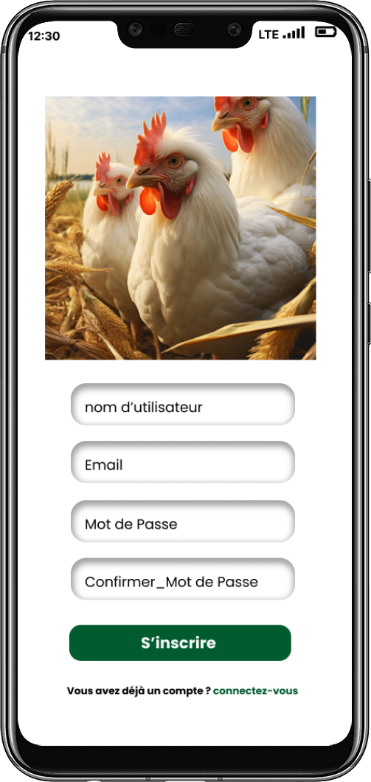 12:30 LTE
nom d’utilisateur
Email
Mot de Passe
Confirmer_Mot de Passe
S’inscrire
Vous avez déjà un compte ? connectez-vous